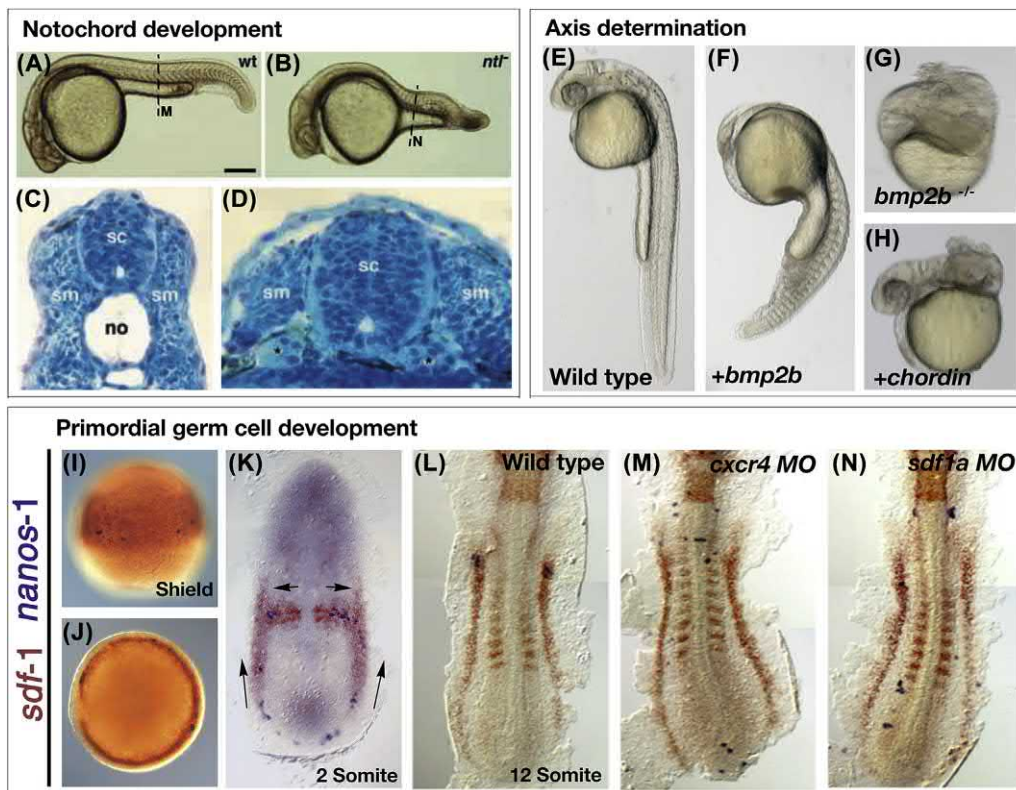 Notochord development
(A)
wt
M
(B)
ntl-
N
(C)
sc
sm
sm
no
(D)
sc
sm
sm
*
*
Axis determination
(E)
Wild type
(F)
+bmp2b
(G)
bmp2b -/-
(H)
+chordin
Primordial germ cell development
sdf-1 nanos-1
(I)
Shield
(J)
(K)
2 Somite
(L)
Wild type
12 Somite
(M)
cxcr4 MO
(N)
sdf1a MO